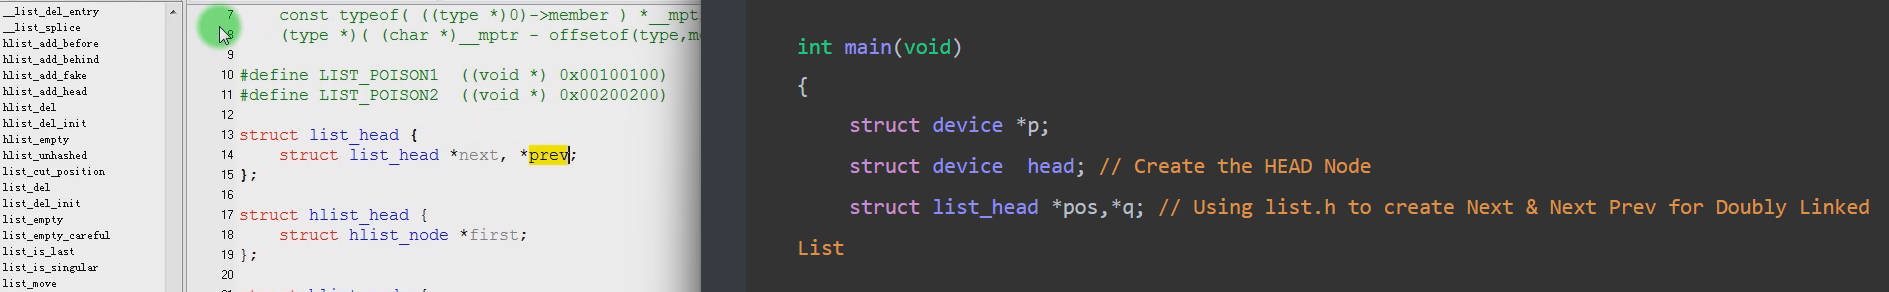 __list_del_entry
__list_splice
hlist_add_before
hlist_add_behind
hlist_add_fake
hlist_add_head
hlist_del
hlist_del_init
hlist_empty
hlist_unhashed
list_cut_position
list_del
list_del_init
list_empty
list_empty_careful
list_is_last
list_is_singular
list_move
7 const typeof( ((type *)0)->member ) *__mpt
8 (type *)( (char *)__mptr - offsetof(type,m
9
10 #define LIST_POISON1 ((void *) 0x00100100)
11 #define LIST_POISON2 ((void *) 0x00200200)
12
13 struct list_head {
14 struct list_head *next, *prev;
15 };
16
17 struct hlist_head {
18 struct hlist_node *first;
19 };
20
int main(void)
{
struct device *p;
struct device head; // Create the HEAD Node
struct list_head *pos,*q; // Using list.h to create Next & Next Prev for Doubly Linked
List